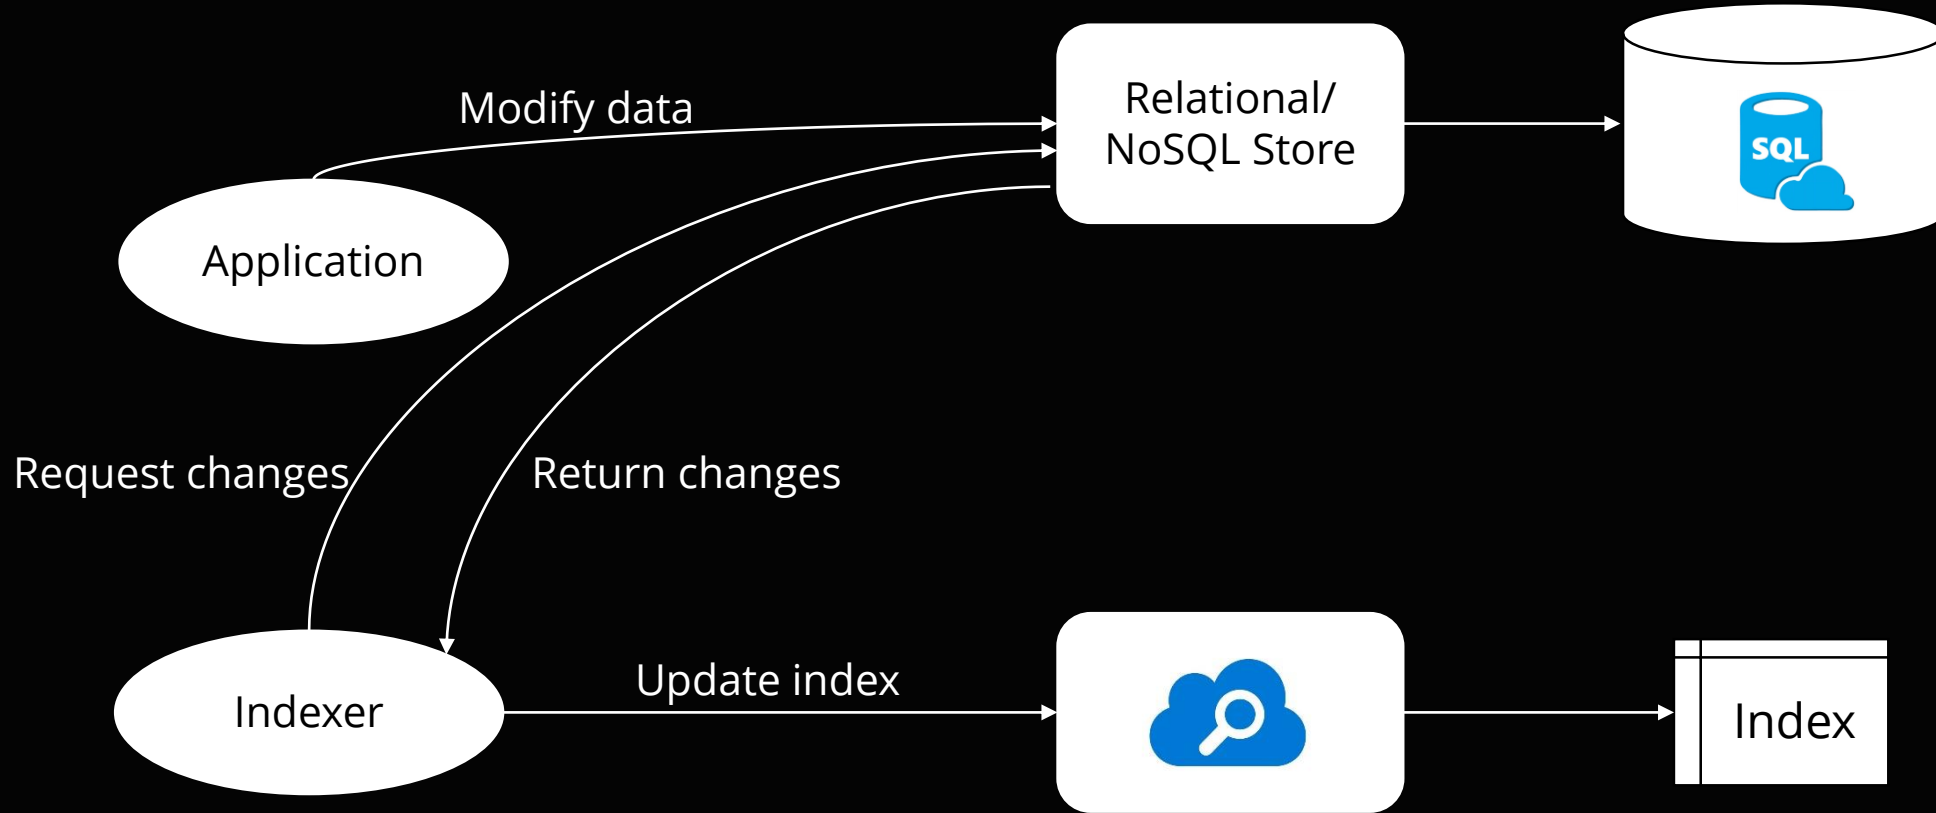 Modify data
Relational/
NoSQL Store
SQL
Application
Request changes
Return changes
Update index
Indexer
Index